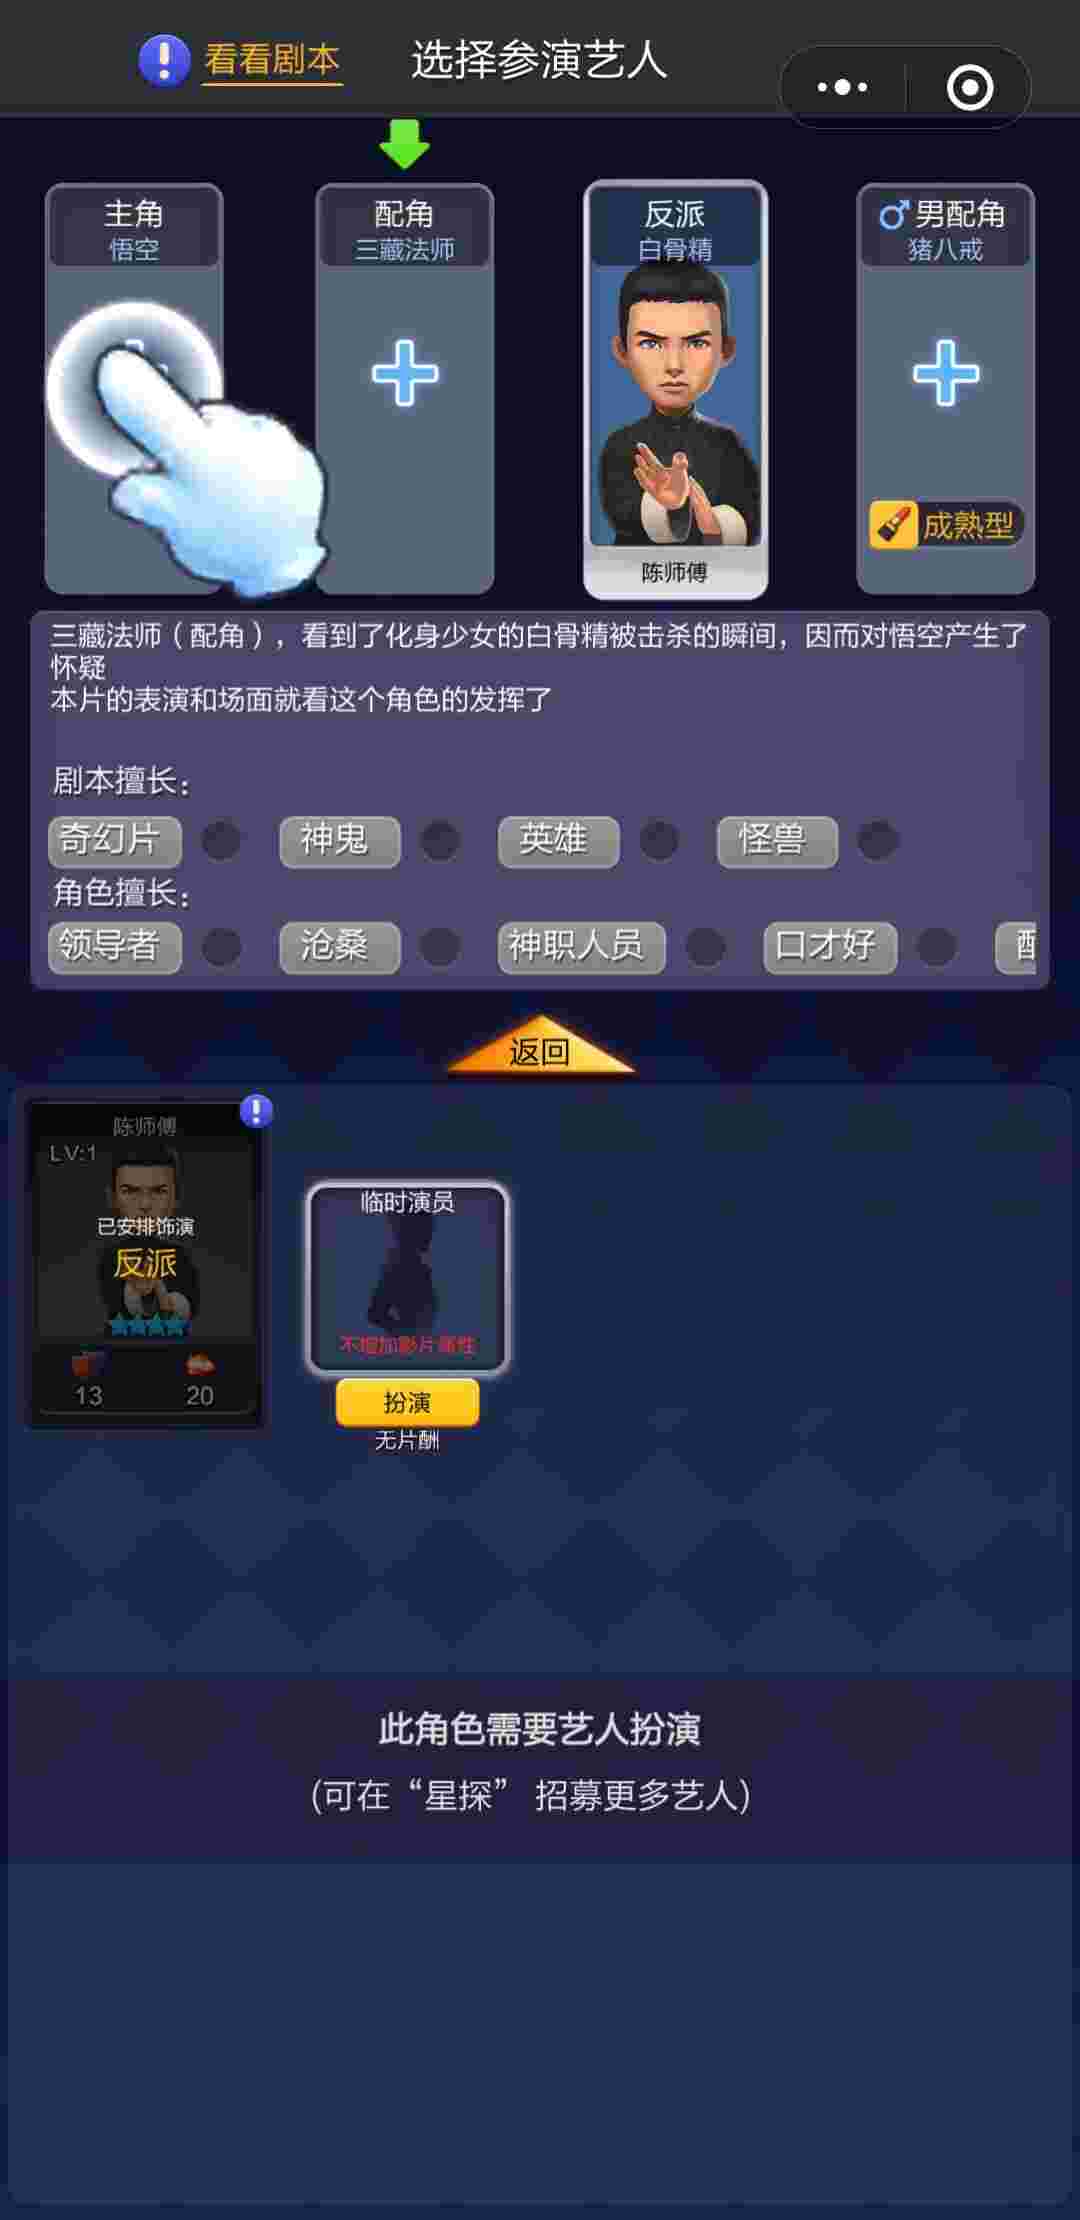 看看剧本
选择参演艺人
主角
悟空
配角
三藏法师
反派
白骨精
陈师傅
男配角
猪八戒
成熟型
三藏法师（配角），看到了化身少女的白骨精被击杀的瞬间，因而对悟空产生了
怀疑
本片的表演和场面就看这个角色的发挥了
剧本擅长：
奇幻片 神鬼 英雄 怪兽
角色擅长：
领导者 沧桑 神职人员 口才好
返回
陈师傅
LV:1
已安排饰演
反派
13 20
临时演员
不增加影片属性
扮演
无片酬
此角色需要艺人扮演
(可在“星探” 招募更多艺人)